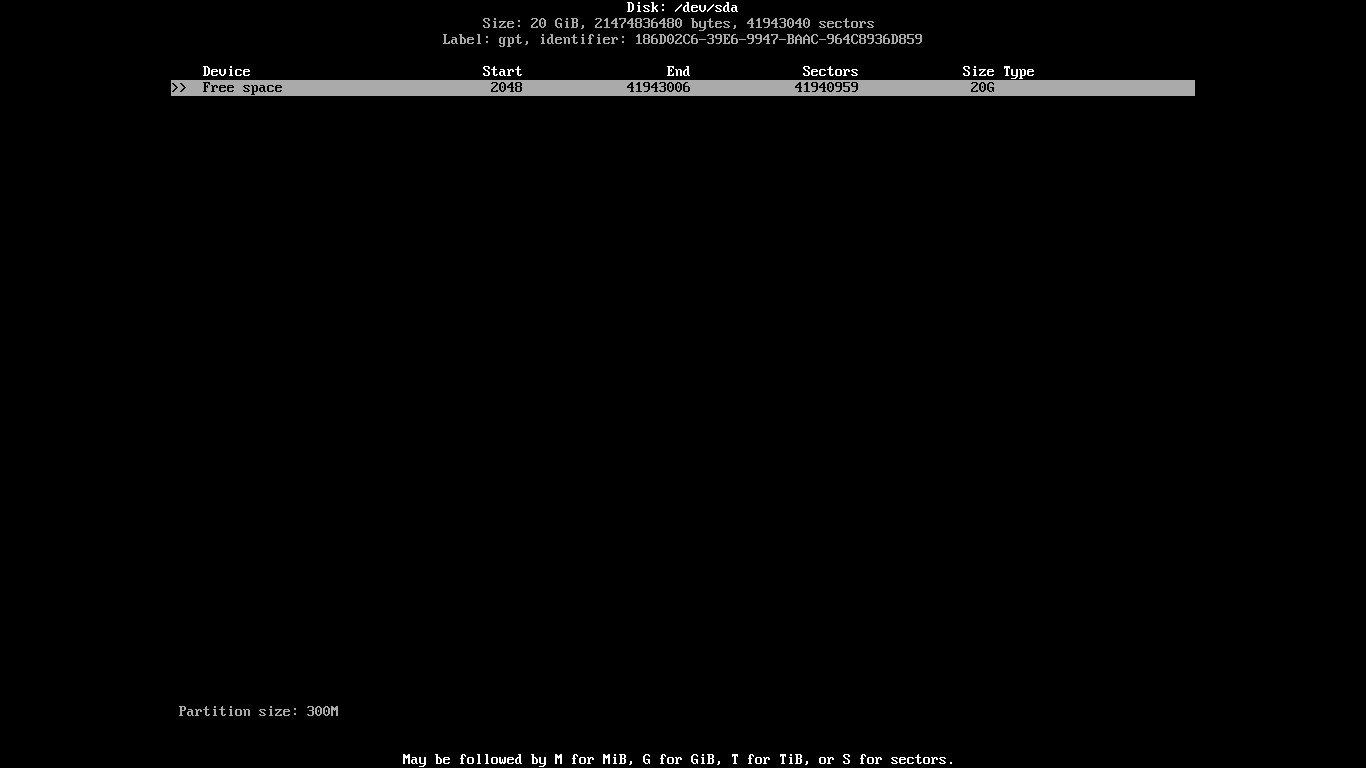 Disk: /dev/sda
Size: 20 GiB, 21474836480 bytes, 41943040 sectors
Label: gpt, identifier: 186D02C6-39E6-9947-BAAC-964C8936D859
Device Start End Sectors Size Type
>> Free space 2048 41943006 41940959 20G
Partition size: 300M
May be followed by M for MiB, G for GiB, T for TiB, or S for sectors.